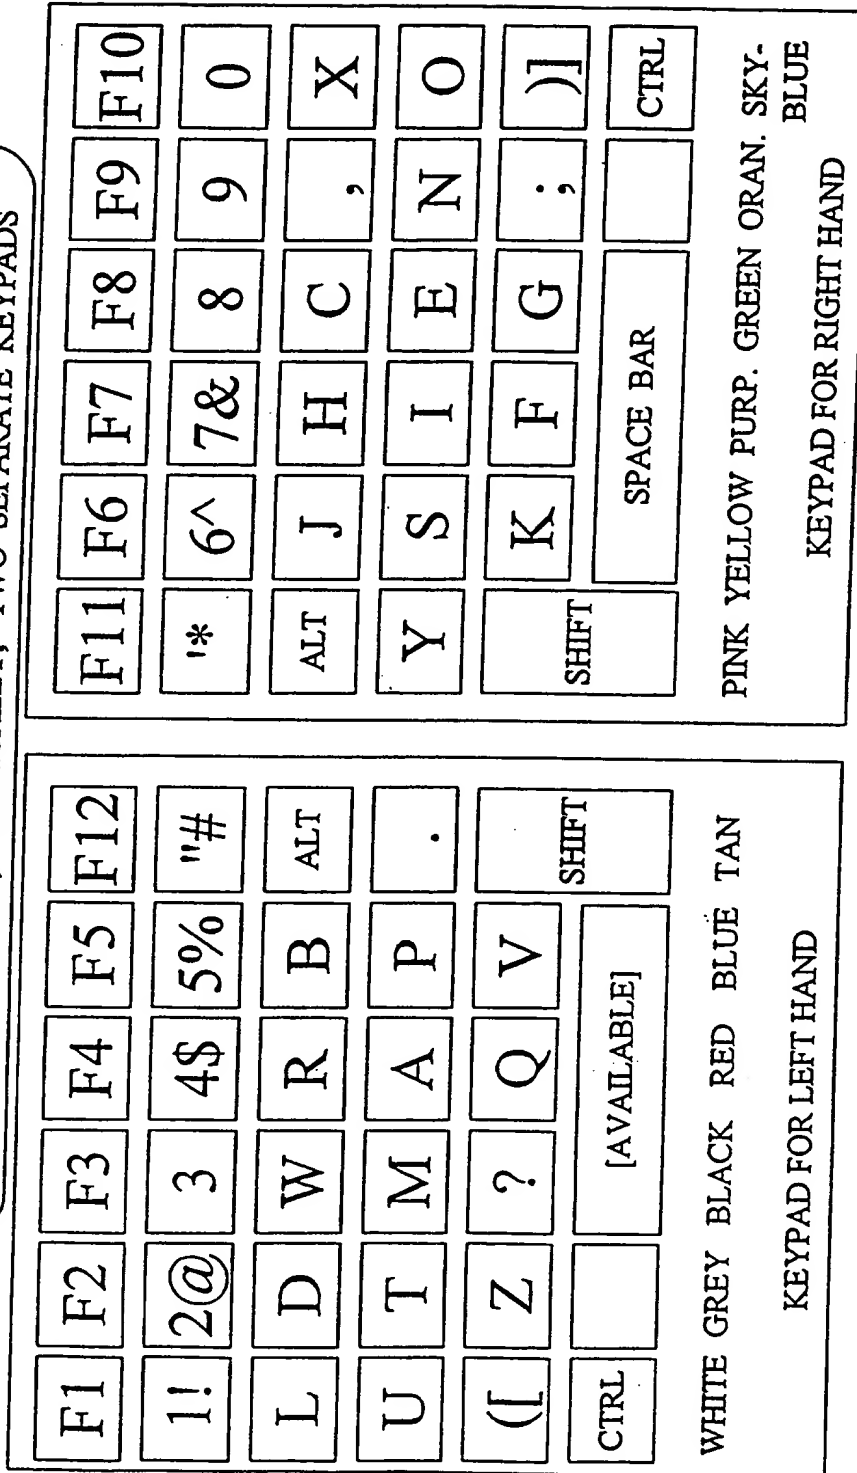 TWO SEPARATE KEYPADS
F1 F2 F3 F4 F5 F12
1! 2@ 3 4$ 5% "#
L D W R B ALT
U T M A P .
([ Z ? Q V SHIFT
CTRL [AVAILABLE]
WHITE GREY BLACK RED BLUE TAN
KEYPAD FOR LEFT HAND
F11 F6 F7 F8 F9 F10
'* 6^ 7& 8 9 0
ALT J H C , X
Y S I E N O
SHIFT K F G ; )]
SPACE BAR CTRL
PINK YELLOW PURP. GREEN ORAN. SKY-
BLUE
KEYPAD FOR RIGHT HAND